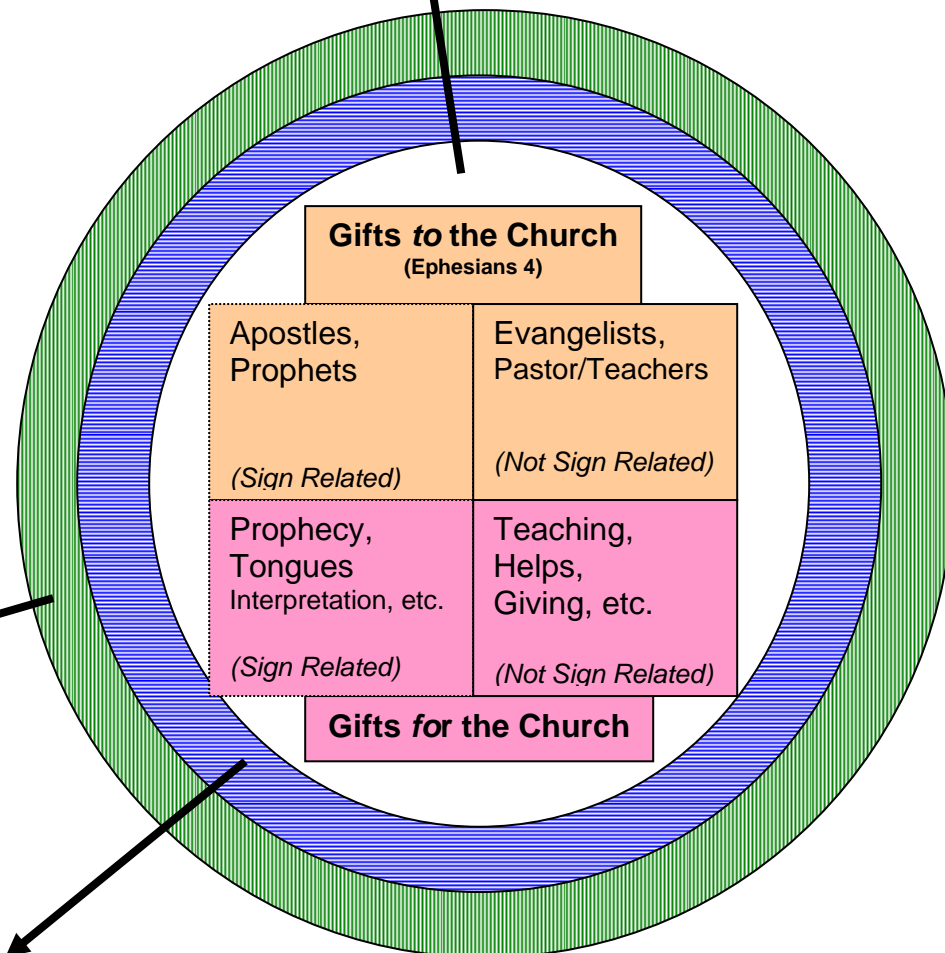 Gifts to the Church
(Ephesians 4)
Apostles,
Prophets
(Sign Related)
Evangelists,
Pastor/Teachers
(Not Sign Related)
Prophecy,
Tongues
Interpretation, etc.
(Sign Related)
Teaching,
Helps,
Giving, etc.
(Not Sign Related)
Gifts for the Church